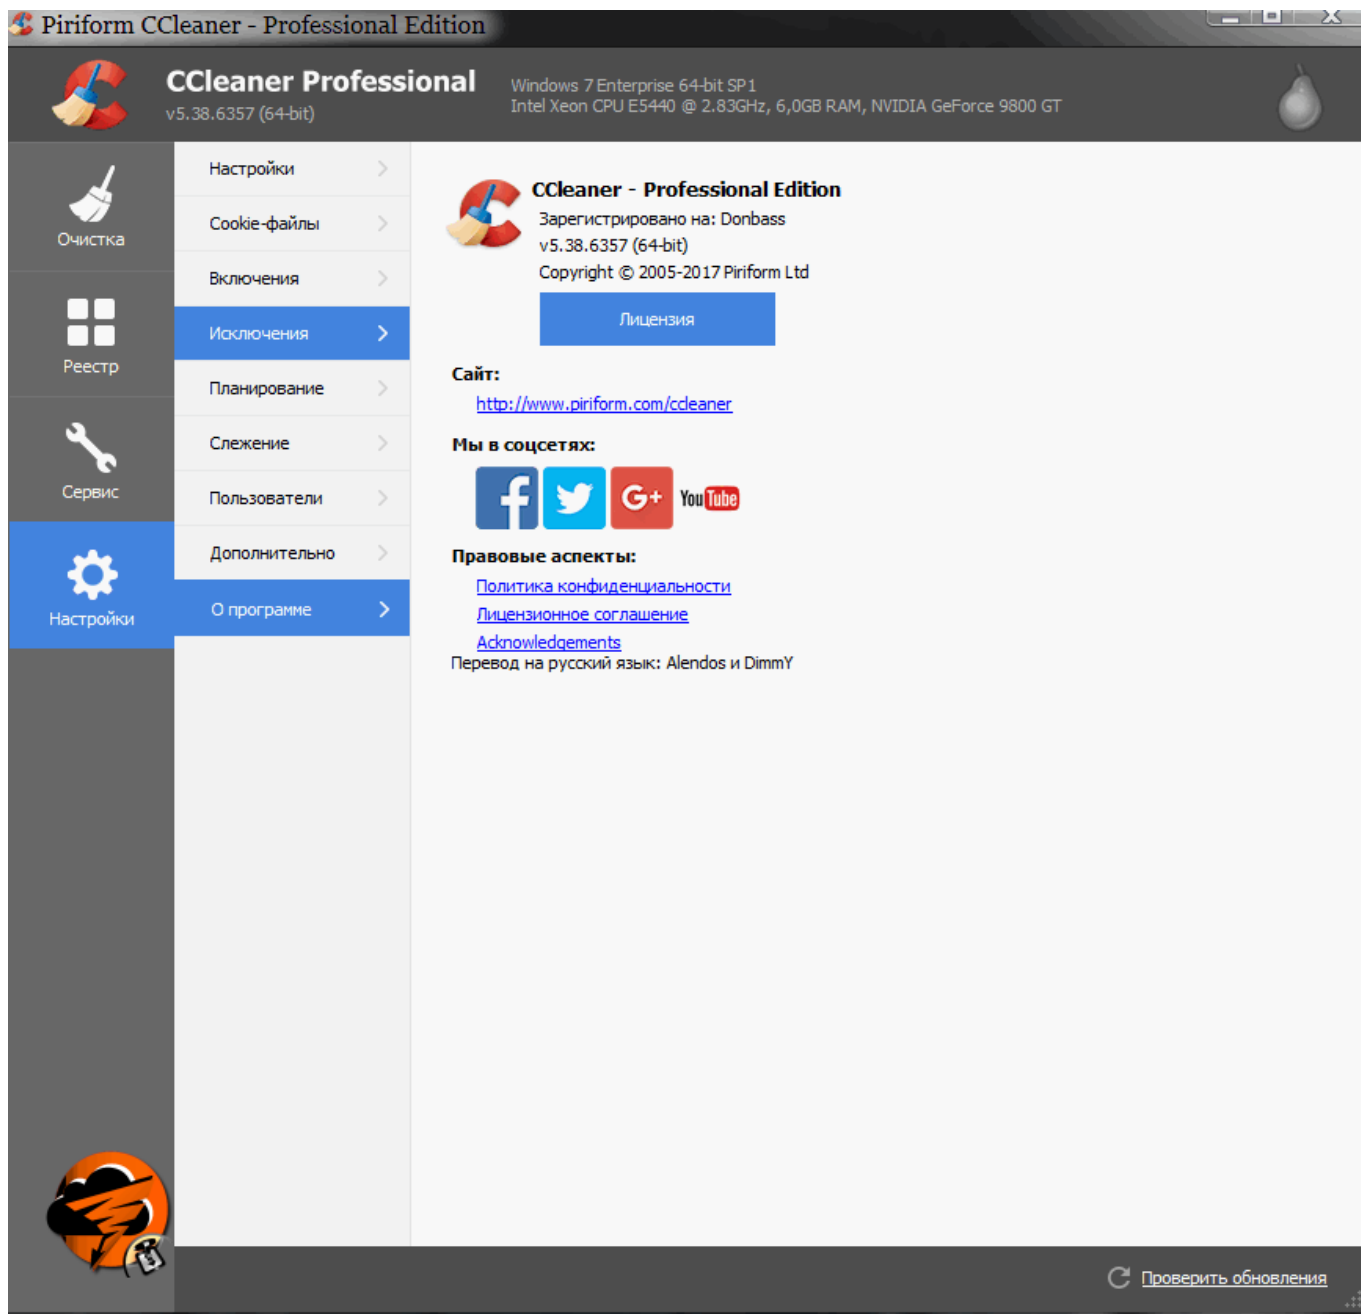 Piriform CCleaner - Professional Edition
CCleaner Professional
v5.38.6357 (64-bit)
Windows 7 Enterprise 64-bit SP1
Intel Xeon CPU E5440 @ 2.83GHz, 6,0GB RAM, NVIDIA GeForce 9800 GT
Очистка
Реестр
Сервис
Настройки
Настройки
Cookie-файлы
Включения
Исключения
Планирование
Слежение
Пользователи
Дополнительно
О программе
CCleaner - Professional Edition
Зарегистрировано на: Donbass
v5.38.6357 (64-bit)
Copyright © 2005-2017 Piriform Ltd
Лицензия
Сайт:
http://www.piriform.com/ccleaner
Мы в соцсетях:
G+
YouTube
Правовые аспекты:
Политика конфиденциальности
Лицензионное соглашение
Acknowledgements
Перевод на русский язык: Alendos и DimmY
Проверить обновления